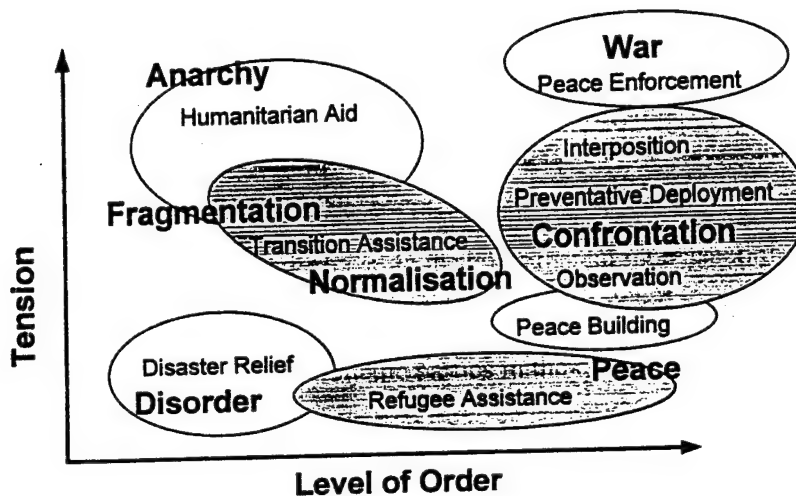 War
Peace Enforcement
Anarchy
Humanitarian Aid
Interposition
Preventative Deployment
Fragmentation
Transition Assistance
Confrontation
Normalisation
Observation
Peace Building
Disaster Relief
Peace
Disorder
Refugee Assistance
Tension
Level of Order